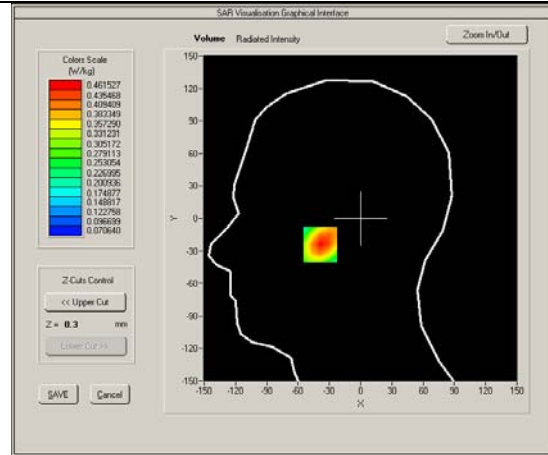 SAR Visualisation Graphical Interface
Volume Radiated Intensity
Zoom In/Out
Colors Scale
(W/kg)
0.461527
0.435468
0.409409
0.383349
0.357290
0.331231
0.305172
0.279113
0.253054
0.226995
0.200936
0.174877
0.148817
0.122758
0.096699
0.070640
Z-Cuts Control
<< Upper Cut
Z = 0.3 mm
Lower Cut >>
SAVE Cancel
150-
120-
90-
60-
30-
0-
-30-
-60-
-90-
-120-
-150-
Y
-150 -120 -90 -60 -30 0 30 60 90 120 150
X